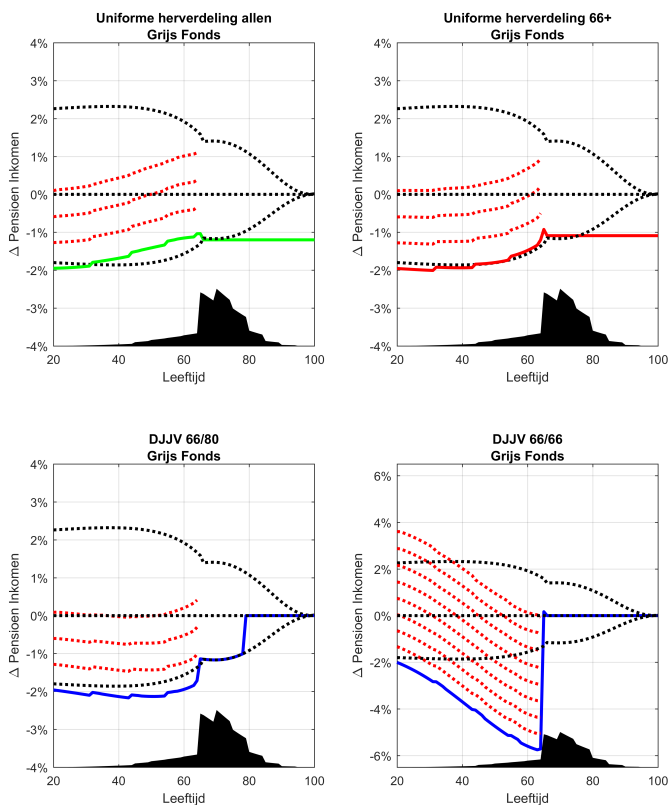 Uniforme herverdeling allen
Grijs Fonds
4%
3%
2%
1%
0%
-1%
-2%
-3%
-4%
Δ Pensioen Inkomen
20 40 60 80 100
Leeftijd
Uniforme herverdeling 66+
Grijs Fonds
4%
3%
2%
1%
0%
-1%
-2%
-3%
-4%
Δ Pensioen Inkomen
20 40 60 80 100
Leeftijd
DJJV 66/80
Grijs Fonds
4%
3%
2%
1%
0%
-1%
-2%
-3%
-4%
Δ Pensioen Inkomen
20 40 60 80 100
Leeftijd
DJJV 66/66
Grijs Fonds
6%
4%
2%
0%
-2%
-4%
-6%
Δ Pensioen Inkomen
20 40 60 80 100
Leeftijd